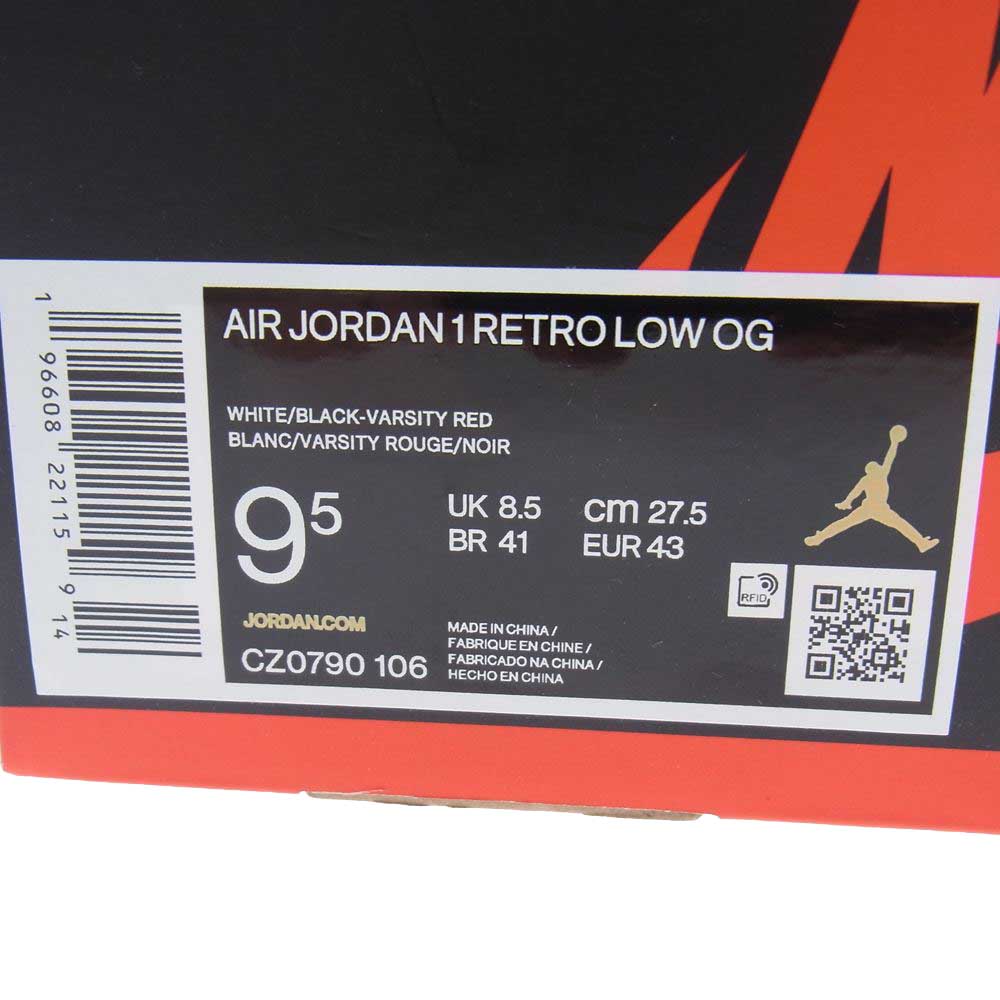 AIR JORDAN 1 RETRO LOW OG
WHITE/BLACK-VARSITY RED
BLANC/VARSITY ROUGE/NOIR
95
UK 8.5 cm 27.5
BR 41 EUR 43
RFID
JORDAN.COM
CZ0790 106
MADE IN CHINA /
FABRIQUE EN CHINE /
FABRICADO NA CHINA /
HECHO EN CHINA
1 96608 22115 9 14